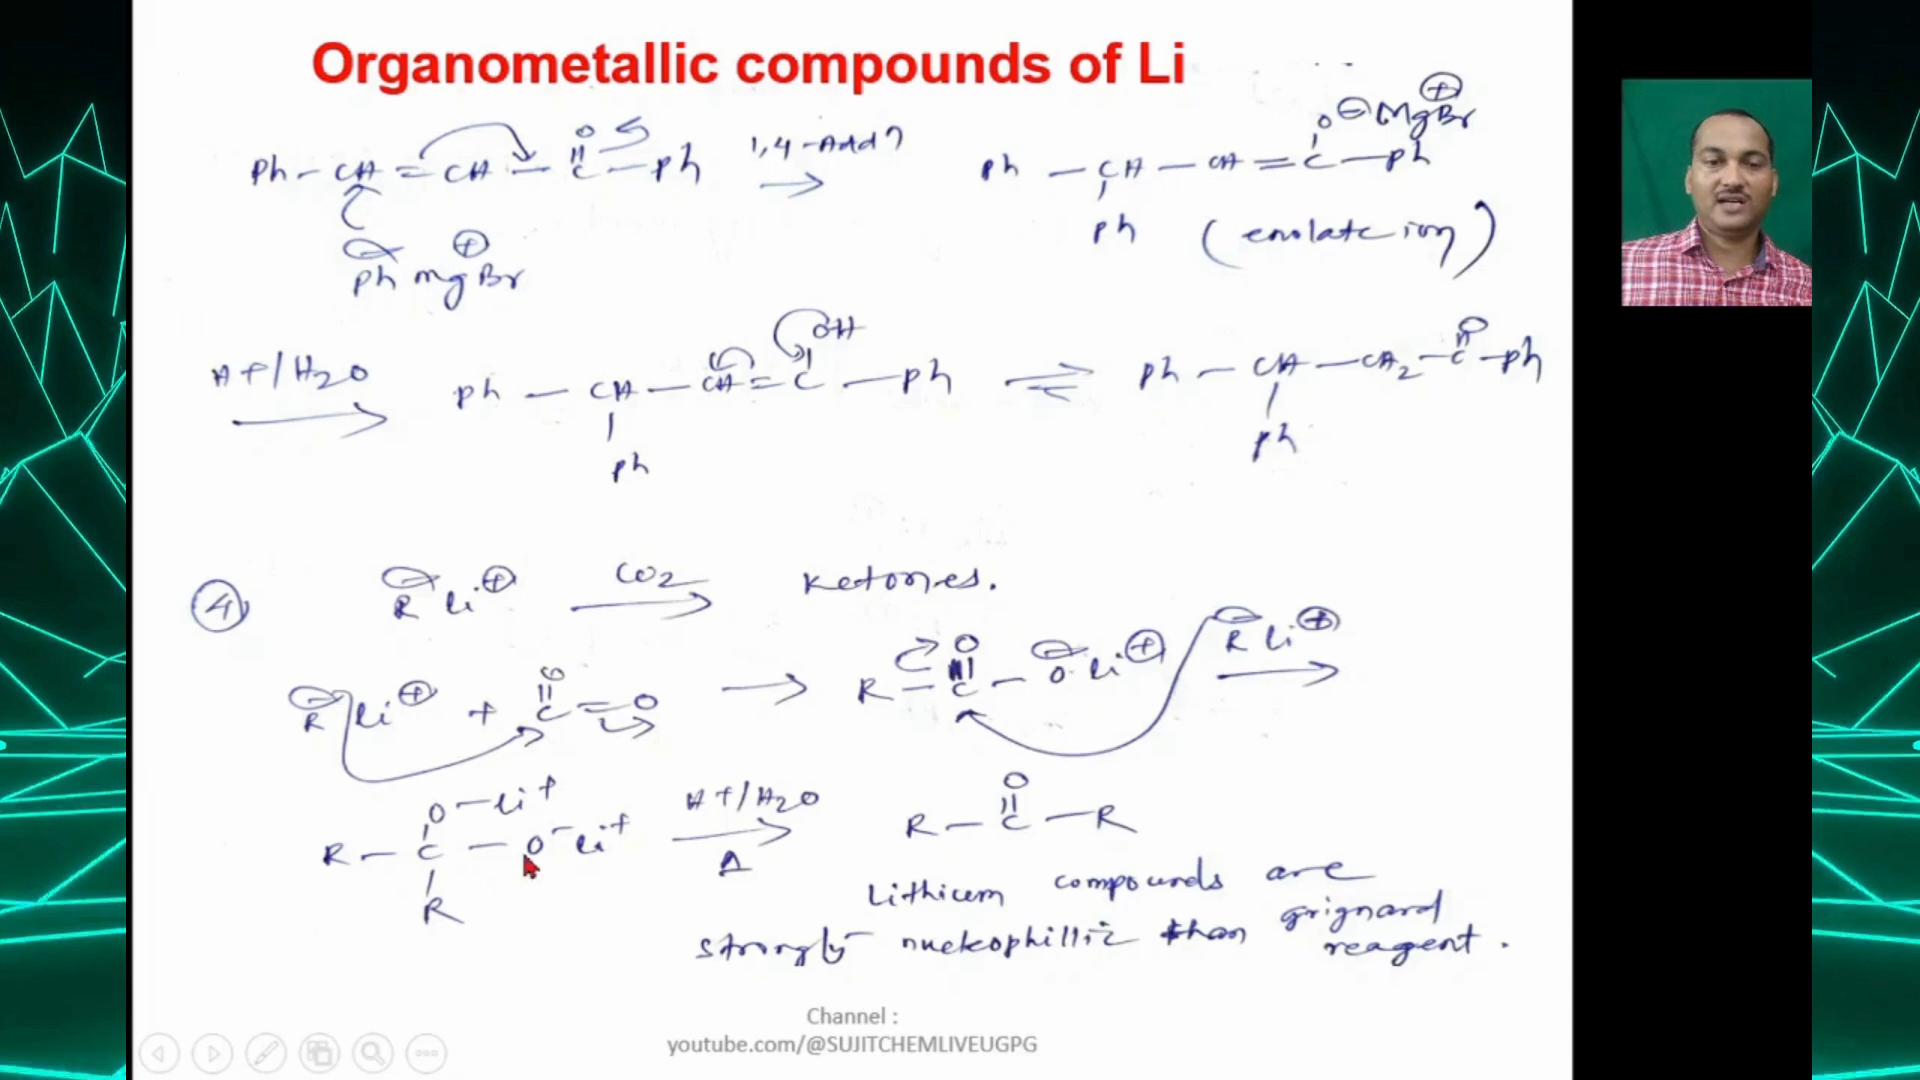 Organometallic compounds of Li
O⊖ MgBr⊕
Ph - CH = CH - C - Ph 1,4-Addn Ph - CH - CH = C - Ph
O
Ph (enolate ion)
⊖Ph MgBr⊕
OH O
H+/H2O Ph - CH - CH = C - Ph ⇌ Ph - CH - CH2 - C - Ph
Ph Ph
④ R⊖ Li⊕ CO2 → Ketones.
R⊖ Li⊕ + O=C=O → R - C - O⊖ Li⊕ R⊖ Li⊕ →
O
O-Li+ O
R - C - O-Li+ H+/H2O R - C - R
R Δ
Lithium compounds are
strongly nucleophillic than grignard
reagent.
Channel :
youtube.com/@SUJITCHEMLIVEUGPG